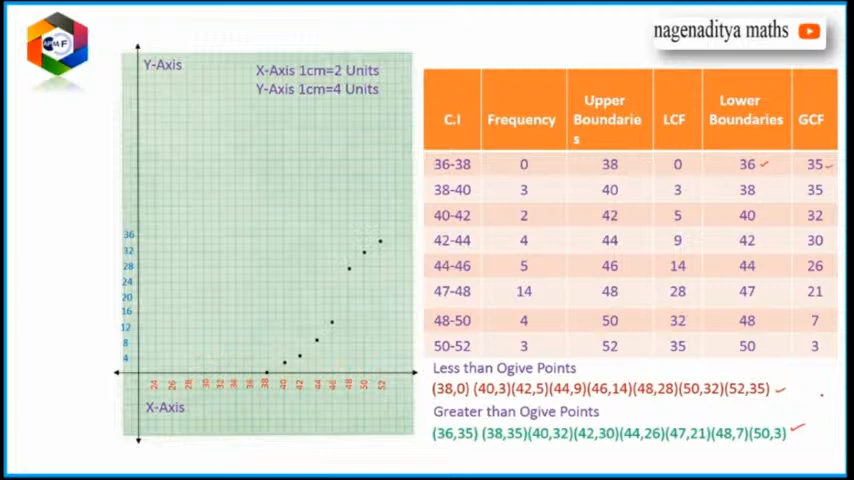 nagenaditya maths
APMF
Y-Axis
X-Axis 1cm=2 Units
Y-Axis 1cm=4 Units
36
32
28
24
20
16
12
8
4
24 26 28 30 32 34 36 38 40 42 44 46 48 50 52
X-Axis
C.I Frequency Upper Boundarie s LCF Lower Boundaries GCF
36-38 0 38 0 36 35
38-40 3 40 3 38 35
40-42 2 42 5 40 32
42-44 4 44 9 42 30
44-46 5 46 14 44 26
47-48 14 48 28 47 21
48-50 4 50 32 48 7
50-52 3 52 35 50 3
Less than Ogive Points
(38,0) (40,3)(42,5)(44,9)(46,14)(48,28)(50,32)(52,35)
Greater than Ogive Points
(36,35) (38,35)(40,32)(42,30)(44,26)(47,21)(48,7)(50,3)